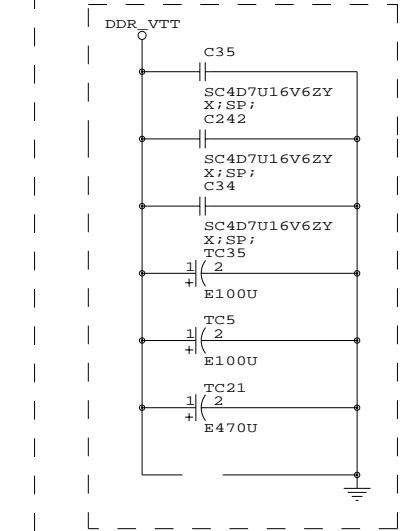 DDR_VTT
C35
SC4D7U16V6ZY
X;SP;
C242
SC4D7U16V6ZY
X;SP;
C34
SC4D7U16V6ZY
X;SP;
TC35
1 2
+
E100U
TC5
1 2
+
E100U
TC21
1 2
+
E470U